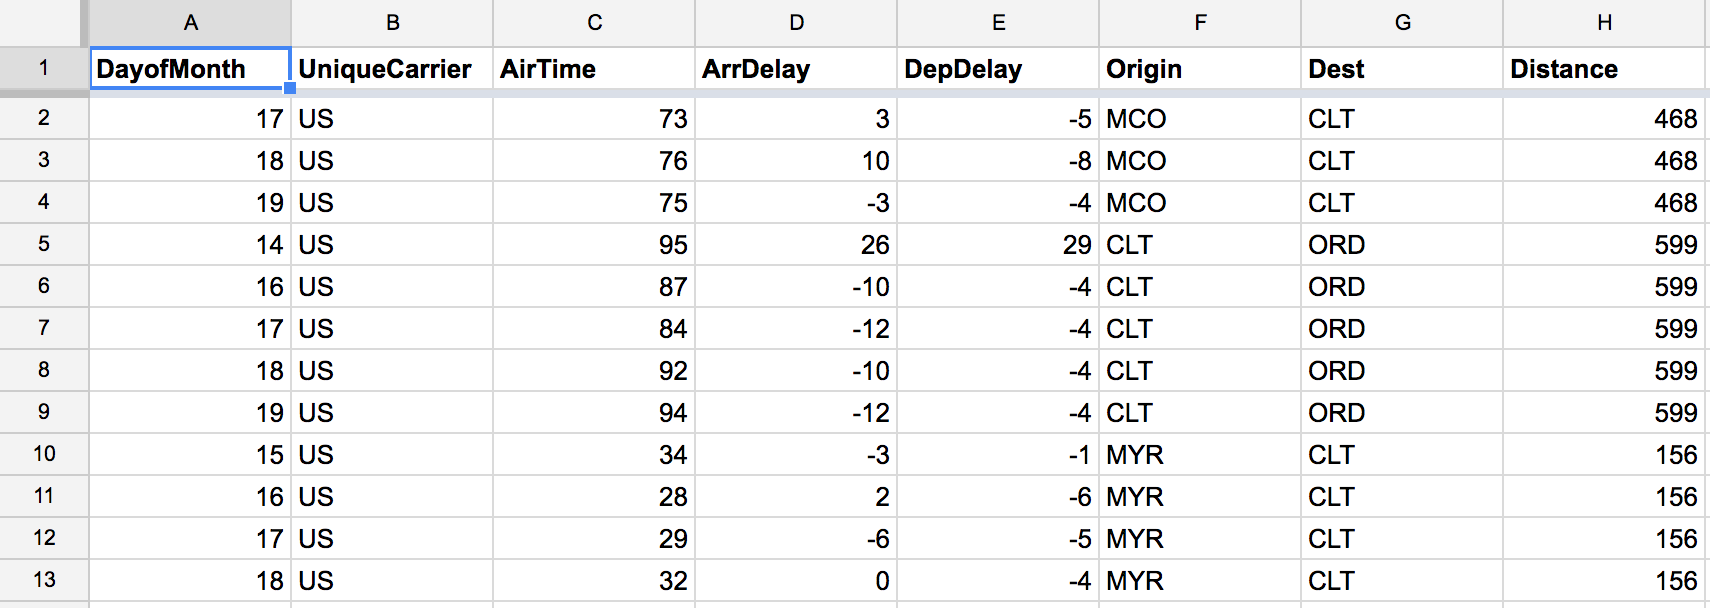 A B C D E F G H
1 DayofMonth UniqueCarrier AirTime ArrDelay DepDelay Origin Dest Distance
2 17 US 73 3 -5 MCO CLT 468
3 18 US 76 10 -8 MCO CLT 468
4 19 US 75 -3 -4 MCO CLT 468
5 14 US 95 26 29 CLT ORD 599
6 16 US 87 -10 -4 CLT ORD 599
7 17 US 84 -12 -4 CLT ORD 599
8 18 US 92 -10 -4 CLT ORD 599
9 19 US 94 -12 -4 CLT ORD 599
10 15 US 34 -3 -1 MYR CLT 156
11 16 US 28 2 -6 MYR CLT 156
12 17 US 29 -6 -5 MYR CLT 156
13 18 US 32 0 -4 MYR CLT 156